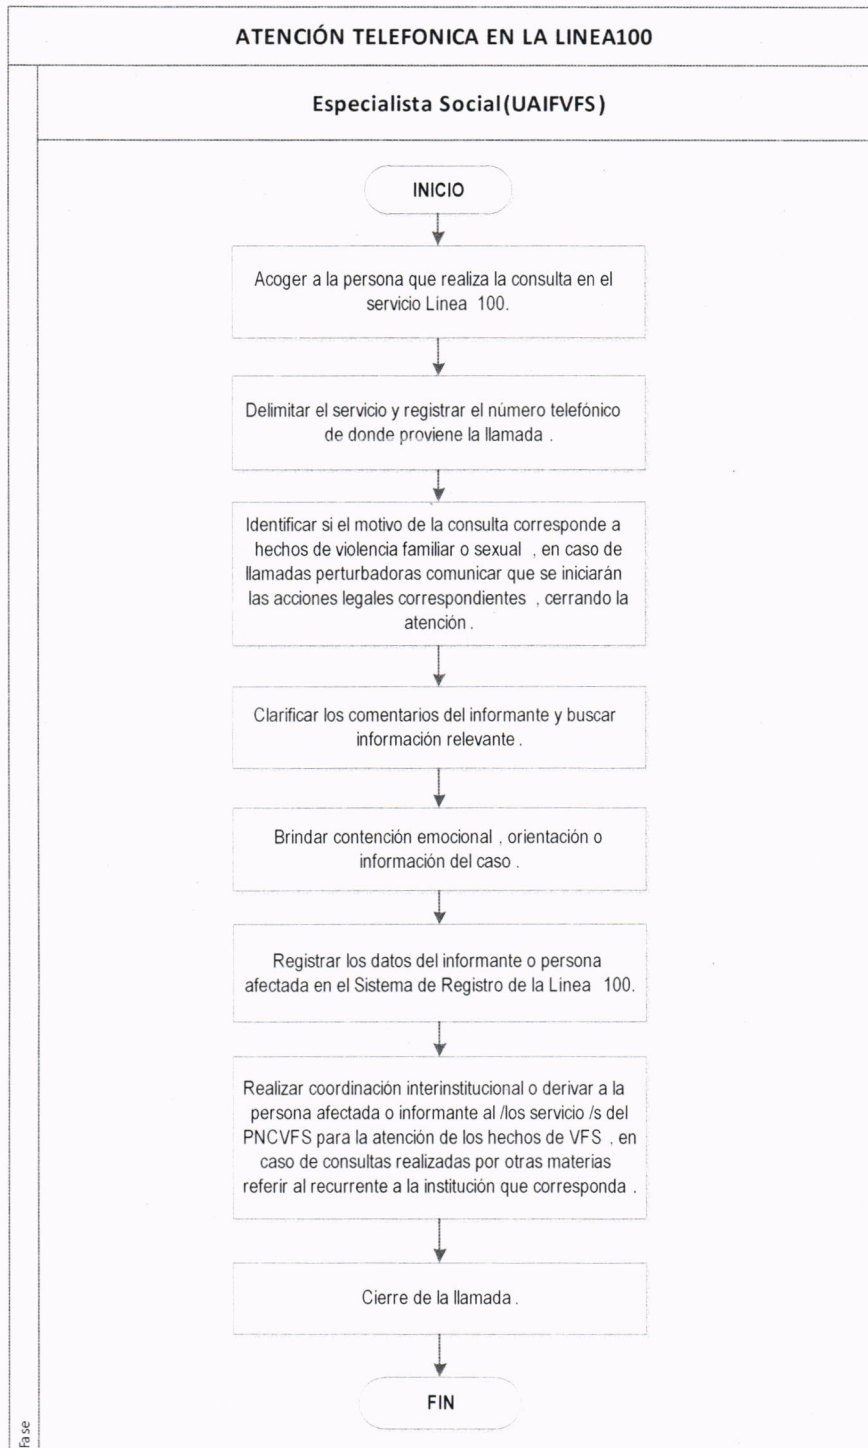 ATENCIÓN TELEFONICA EN LA LINEA100
Especialista Social(UAIFVFS)
INICIO
Acoger a la persona que realiza la consulta en el
servicio Linea 100.
Delimitar el servicio y registrar el número telefónico
de donde proviene la llamada .
Identificar si el motivo de la consulta corresponde a
hechos de violencia familiar o sexual , en caso de
llamadas perturbadoras comunicar que se iniciarán
las acciones legales correspondientes , cerrando la
atención .
Clarificar los comentarios del informante y buscar
información relevante .
Brindar contención emocional , orientación o
información del caso .
Registrar los datos del informante o persona
afectada en el Sistema de Registro de la Linea 100.
Realizar coordinación interinstitucional o derivar a la
persona afectada o informante al /los servicio /s del
PNCVFS para la atención de los hechos de VFS , en
caso de consultas realizadas por otras materias
referir al recurrente a la institución que corresponda .
Cierre de la llamada .
FIN
Fase